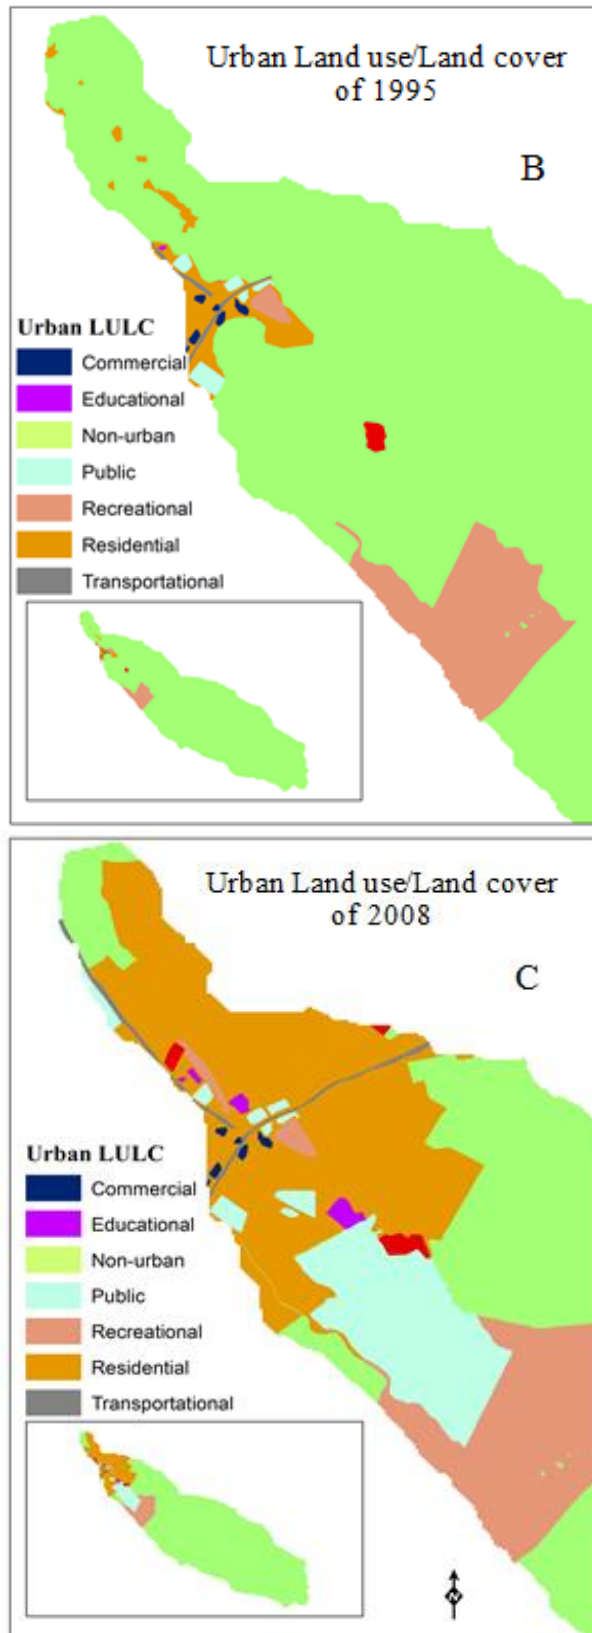 Urban Land use/Land cover
of 1995
B
Urban LULC
Commercial
Educational
Non-urban
Public
Recreational
Residential
Transportational
Urban Land use/Land cover
of 2008
C
Urban LULC
Commercial
Educational
Non-urban
Public
Recreational
Residential
Transportational
N